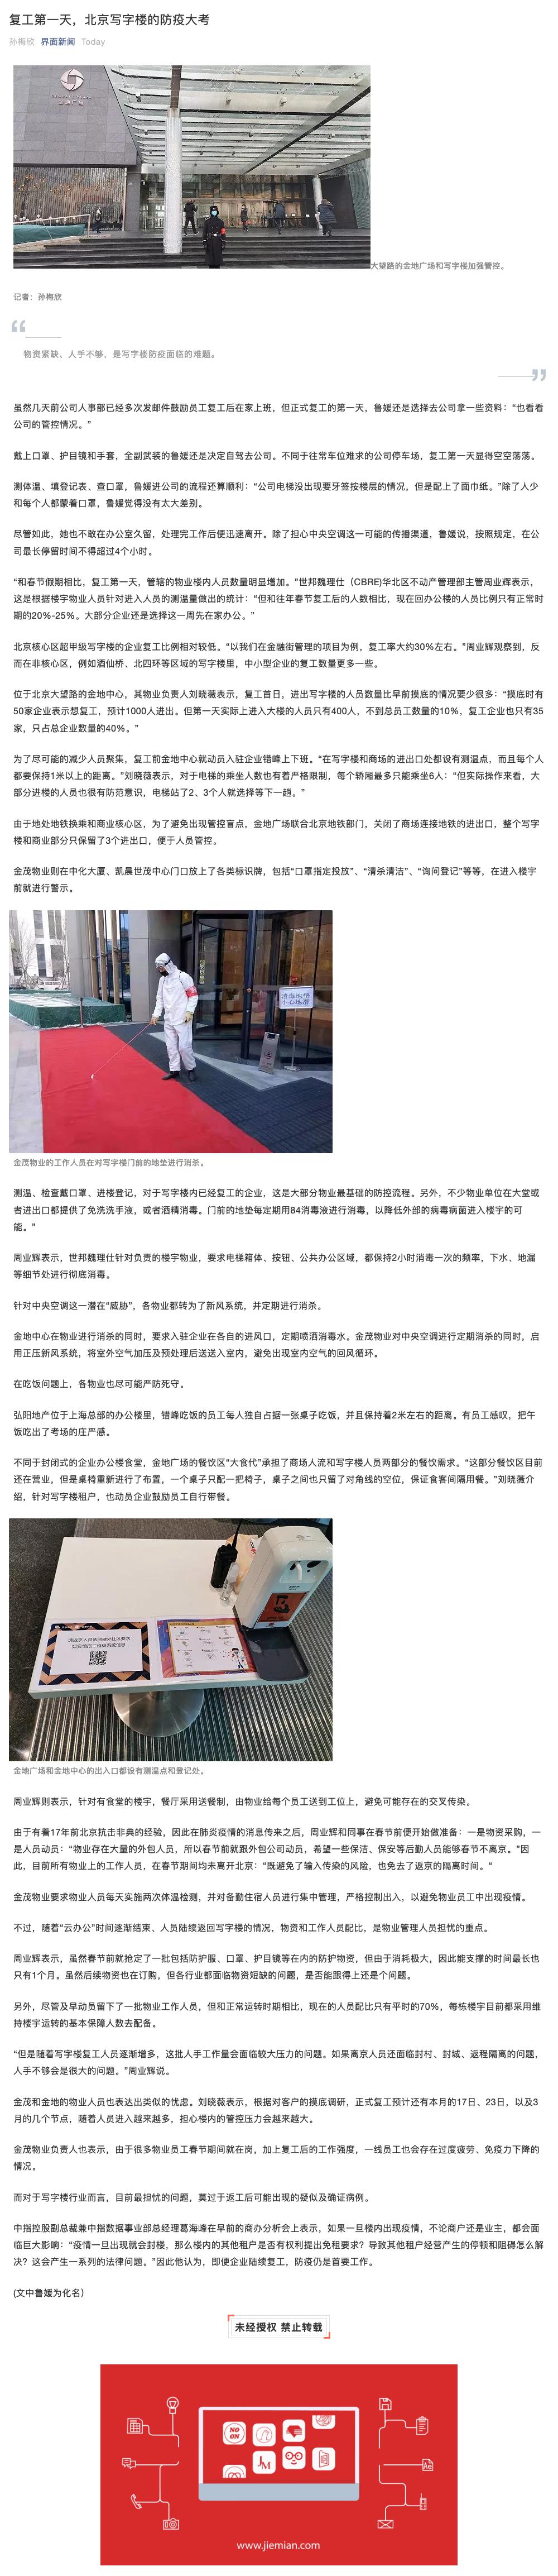 复工第一天，北京写字楼的防疫大考
孙梅欣 界面新闻 Today
大望路的金地广场和写字楼加强管控。
记者：孙梅欣
“
物资紧缺、人手不够，是写字楼防疫面临的难题。
”
虽然几天前公司人事部已经多次发邮件鼓励员工复工后在家上班，但正式复工的第一天，鲁媛还是选择去公司拿一些资料：“也看看
公司的管控情况。”
戴上口罩、护目镜和手套，全副武装的鲁媛还是决定自驾去公司。不同于往常车位难求的公司停车场，复工第一天显得空空荡荡。
测体温、填登记表、查口罩，鲁媛进公司的流程还算顺利：“公司电梯没出现要牙签按楼层的情况，但是配上了面巾纸。”除了人少
和每个人都蒙着口罩，鲁媛觉得没有太大差别。
尽管如此，她也不敢在办公室久留，处理完工作后便迅速离开。除了担心中央空调这一可能的传播渠道，鲁媛说，按照规定，在公
司最长停留时间不得超过4个小时。
“和春节假期相比，复工第一天，管辖的物业楼内人员数量明显增加。”世邦魏理仕（CBRE)华北区不动产管理部主管周业辉表示，
这是根据楼宇物业人员针对进入人员的测温量做出的统计：“但和往年春节复工后的人数相比，现在回办公楼的人员比例只有正常时
期的20%-25%。大部分企业还是选择这一周先在家办公。”
北京核心区超甲级写字楼的企业复工比例相对较低。“以我们在金融街管理的项目为例，复工率大约30%左右。”周业辉观察到，反
而在非核心区，例如酒仙桥、北四环等区域的写字楼里，中小型企业的复工数量更多一些。
位于北京大望路的金地中心，其物业负责人刘晓薇表示，复工首日，进出写字楼的人员数量比早前摸底的情况要少很多：“摸底时有
50家企业表示想复工，预计1000人进出。但第一天实际上进入大楼的人员只有400人，不到总员工数量的10%，复工企业也只有35
家，只占总企业数量的40%。”
为了尽可能的减少人员聚集，复工前金地中心就动员入驻企业错峰上下班。“在写字楼和商场的进出口处都设有测温点，而且每个人
都要保持1米以上的距离。”刘晓薇表示，对于电梯的乘坐人数也有着严格限制，每个轿厢最多只能乘坐6人：“但实际操作来看，大
部分进楼的人员也很有防范意识，电梯站了2、3个人就选择等下一趟。”
由于地处地铁换乘和商业核心区，为了避免出现管控盲点，金地广场联合北京地铁部门，关闭了商场连接地铁的进出口，整个写字
楼和商业部分只保留了3个进出口，便于人员管控。
金茂物业则在中化大厦、凯晨世茂中心门口放上了各类标识牌，包括“口罩指定投放”、“清杀清洁”、“询问登记”等等，在进入楼宇
前就进行警示。
消毒地垫
小心地滑
金茂物业的工作人员在对写字楼门前的地垫进行消杀。
测温、检查戴口罩、进楼登记，对于写字楼内已经复工的企业，这是大部分物业最基础的防控流程。另外，不少物业单位在大堂或
者进出口都提供了免洗洗手液，或者酒精消毒。门前的地垫每定期用84消毒液进行消毒，以降低外部的病毒病菌进入楼宇的可
能。”
周业辉表示，世邦魏理仕针对负责的楼宇物业，要求电梯箱体、按钮、公共办公区域，都保持2小时消毒一次的频率，下水、地漏
等细节处进行彻底消毒。
针对中央空调这一潜在“威胁”，各物业都转为了新风系统，并定期进行消杀。
金地中心在物业进行消杀的同时，要求入驻企业在各自的进风口，定期喷洒消毒水。金茂物业对中央空调进行定期消杀的同时，启
用正压新风系统，将室外空气加压及预处理后送送入室内，避免出现室内空气的回风循环。
在吃饭问题上，各物业也尽可能严防死守。
弘阳地产位于上海总部的办公楼里，错峰吃饭的员工每人独自占据一张桌子吃饭，并且保持着2米左右的距离。有员工感叹，把午
饭吃出了考场的庄严感。
不同于封闭式的企业办公楼食堂，金地广场的餐饮区“大食代”承担了商场人流和写字楼人员两部分的餐饮需求。“这部分餐饮区目前
还在营业，但是桌椅重新进行了布置，一个桌子只配一把椅子，桌子之间也只留了对角线的空位，保证食客间隔用餐。”刘晓薇介
绍，针对写字楼租户，也动员企业鼓励员工自行带餐。
金地广场和金地中心的出入口都设有测温点和登记处。
周业辉则表示，针对有食堂的楼宇，餐厅采用送餐制，由物业给每个员工送到工位上，避免可能存在的交叉传染。
由于有着17年前北京抗击非典的经验，因此在肺炎疫情的消息传来之后，周业辉和同事在春节前便开始做准备：一是物资采购，一
是人员动员：“物业存在大量的外包人员，所以春节前就跟外包公司动员，希望一些保洁、保安等后勤人员能够春节不离京。”因
此，目前所有物业上的工作人员，在春节期间均未离开北京：“既避免了输入传染的风险，也免去了返京的隔离时间。“
金茂物业要求物业人员每天实施两次体温检测，并对备勤住宿人员进行集中管理，严格控制出入，以避免物业员工中出现疫情。
不过，随着“云办公”时间逐渐结束、人员陆续返回写字楼的情况，物资和工作人员配比，是物业管理人员担忧的重点。
周业辉表示，虽然春节前就抢定了一批包括防护服、口罩、护目镜等在内的防护物资，但由于消耗极大，因此能支撑的时间最长也
只有1个月。虽然后续物资也在订购，但各行业都面临物资短缺的问题，是否能跟得上还是个问题。
另外，尽管及早动员留下了一批物业工作人员，但和正常运转时期相比，现在的人员配比只有平时的70%，每栋楼宇目前都采用维
持楼宇运转的基本保障人数去配备。
“但是随着写字楼复工人员逐渐增多，这批人手工作量会面临较大压力的问题。如果离京人员还面临封村、封城、返程隔离的问题，
人手不够会是很大的问题。”周业辉说。
金茂和金地的物业人员也表达出类似的忧虑。刘晓薇表示，根据对客户的摸底调研，正式复工预计还有本月的17日、23日，以及3
月的几个节点，随着人员进入越来越多，担心楼内的管控压力会越来越大。
金茂物业负责人也表示，由于很多物业员工春节期间就在岗，加上复工后的工作强度，一线员工也会存在过度疲劳、免疫力下降的
情况。
而对于写字楼行业而言，目前最担忧的问题，莫过于返工后可能出现的疑似及确证病例。
中指控股副总裁兼中指数据事业部总经理葛海峰在早前的商办分析会上表示，如果一旦楼内出现疫情，不论商户还是业主，都会面
临巨大影响：“疫情一旦出现就会封楼，那么楼内的其他租户是否有权利提出免租要求？导致其他租户经营产生的停顿和阻碍怎么解
决？这会产生一系列的法律问题。”因此他认为，即便企业陆续复工，防疫仍是首要工作。
(文中鲁媛为化名）
未经授权 禁止转载
NO
ON
JM
Ae
www.jiemian.com